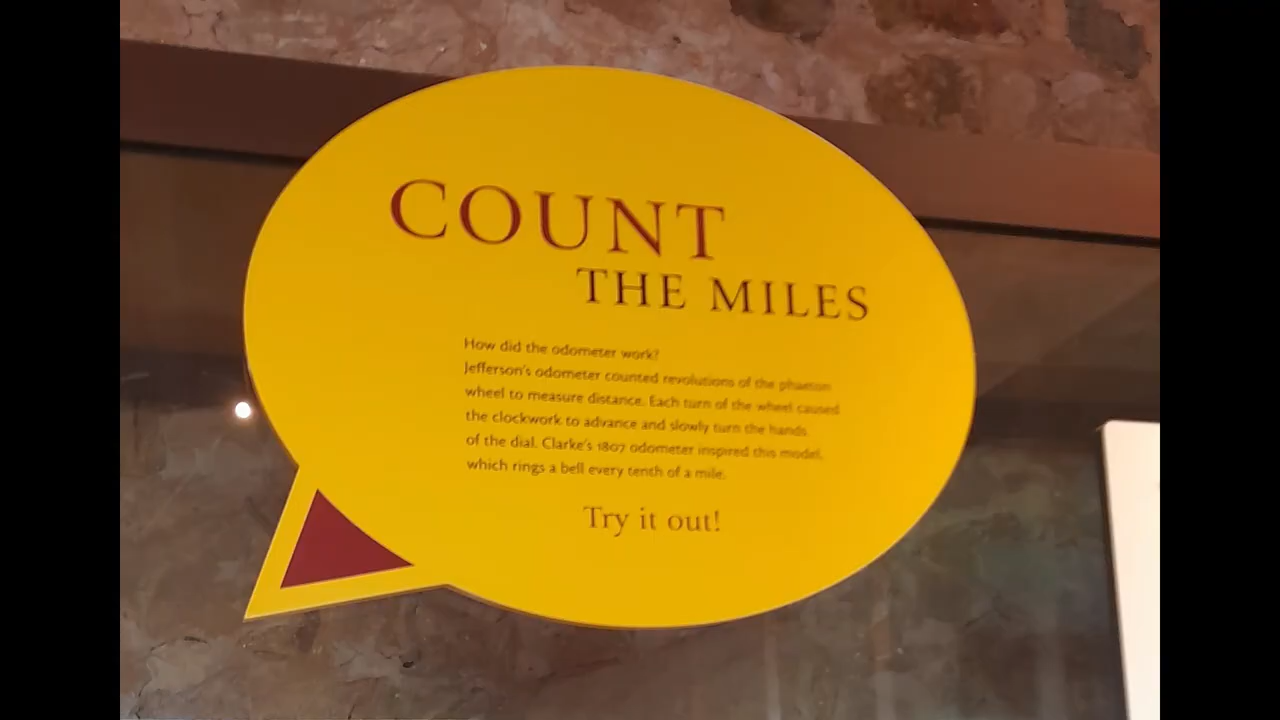 COUNT
THE MILES
How did the odometer work?
Jefferson's odometer counted revolutions of the phaeton
wheel to measure distance. Each turn of the wheel caused
the clockwork to advance and slowly turn the hands
of the dial. Clarke's 1807 odometer inspired this model,
which rings a bell every tenth of a mile.
Try it out!